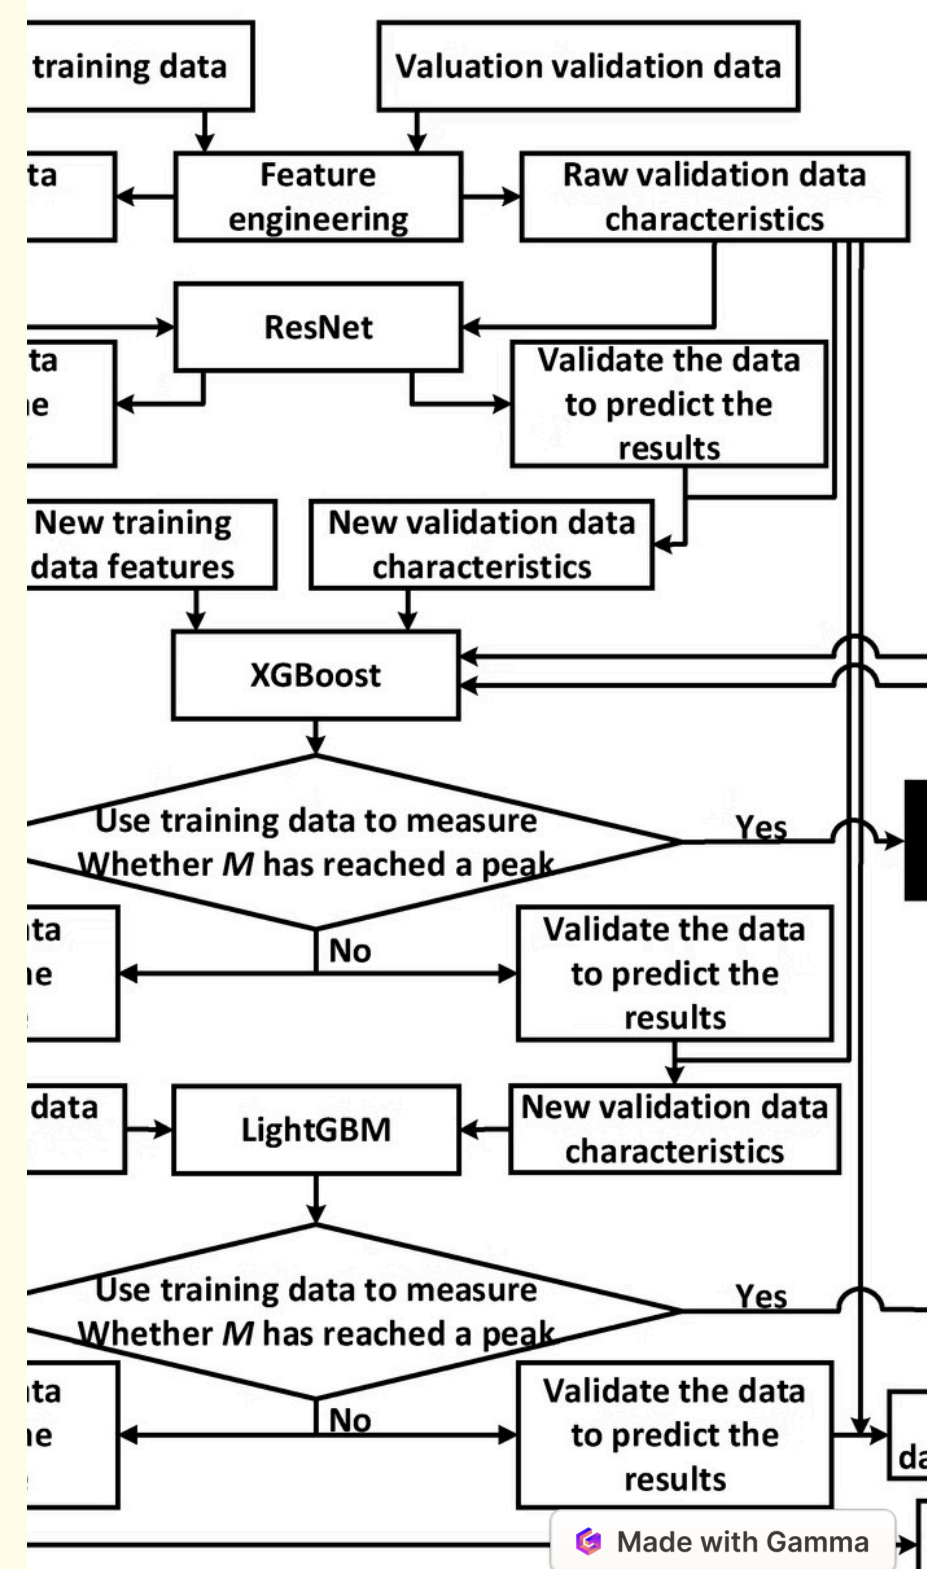 training data
Valuation validation data
ta
Feature
engineering
Raw validation data
characteristics
ResNet
ta
Validate the data
to predict the
results
New training
data features
New validation data
characteristics
XGBoost
Use training data to measure
Whether M has reached a peak
Yes
No
ta
Validate the data
to predict the
results
data
LightGBM
New validation data
characteristics
Use training data to measure
Whether M has reached a peak
Yes
No
ta
Validate the data
to predict the
results
da
Made with Gamma